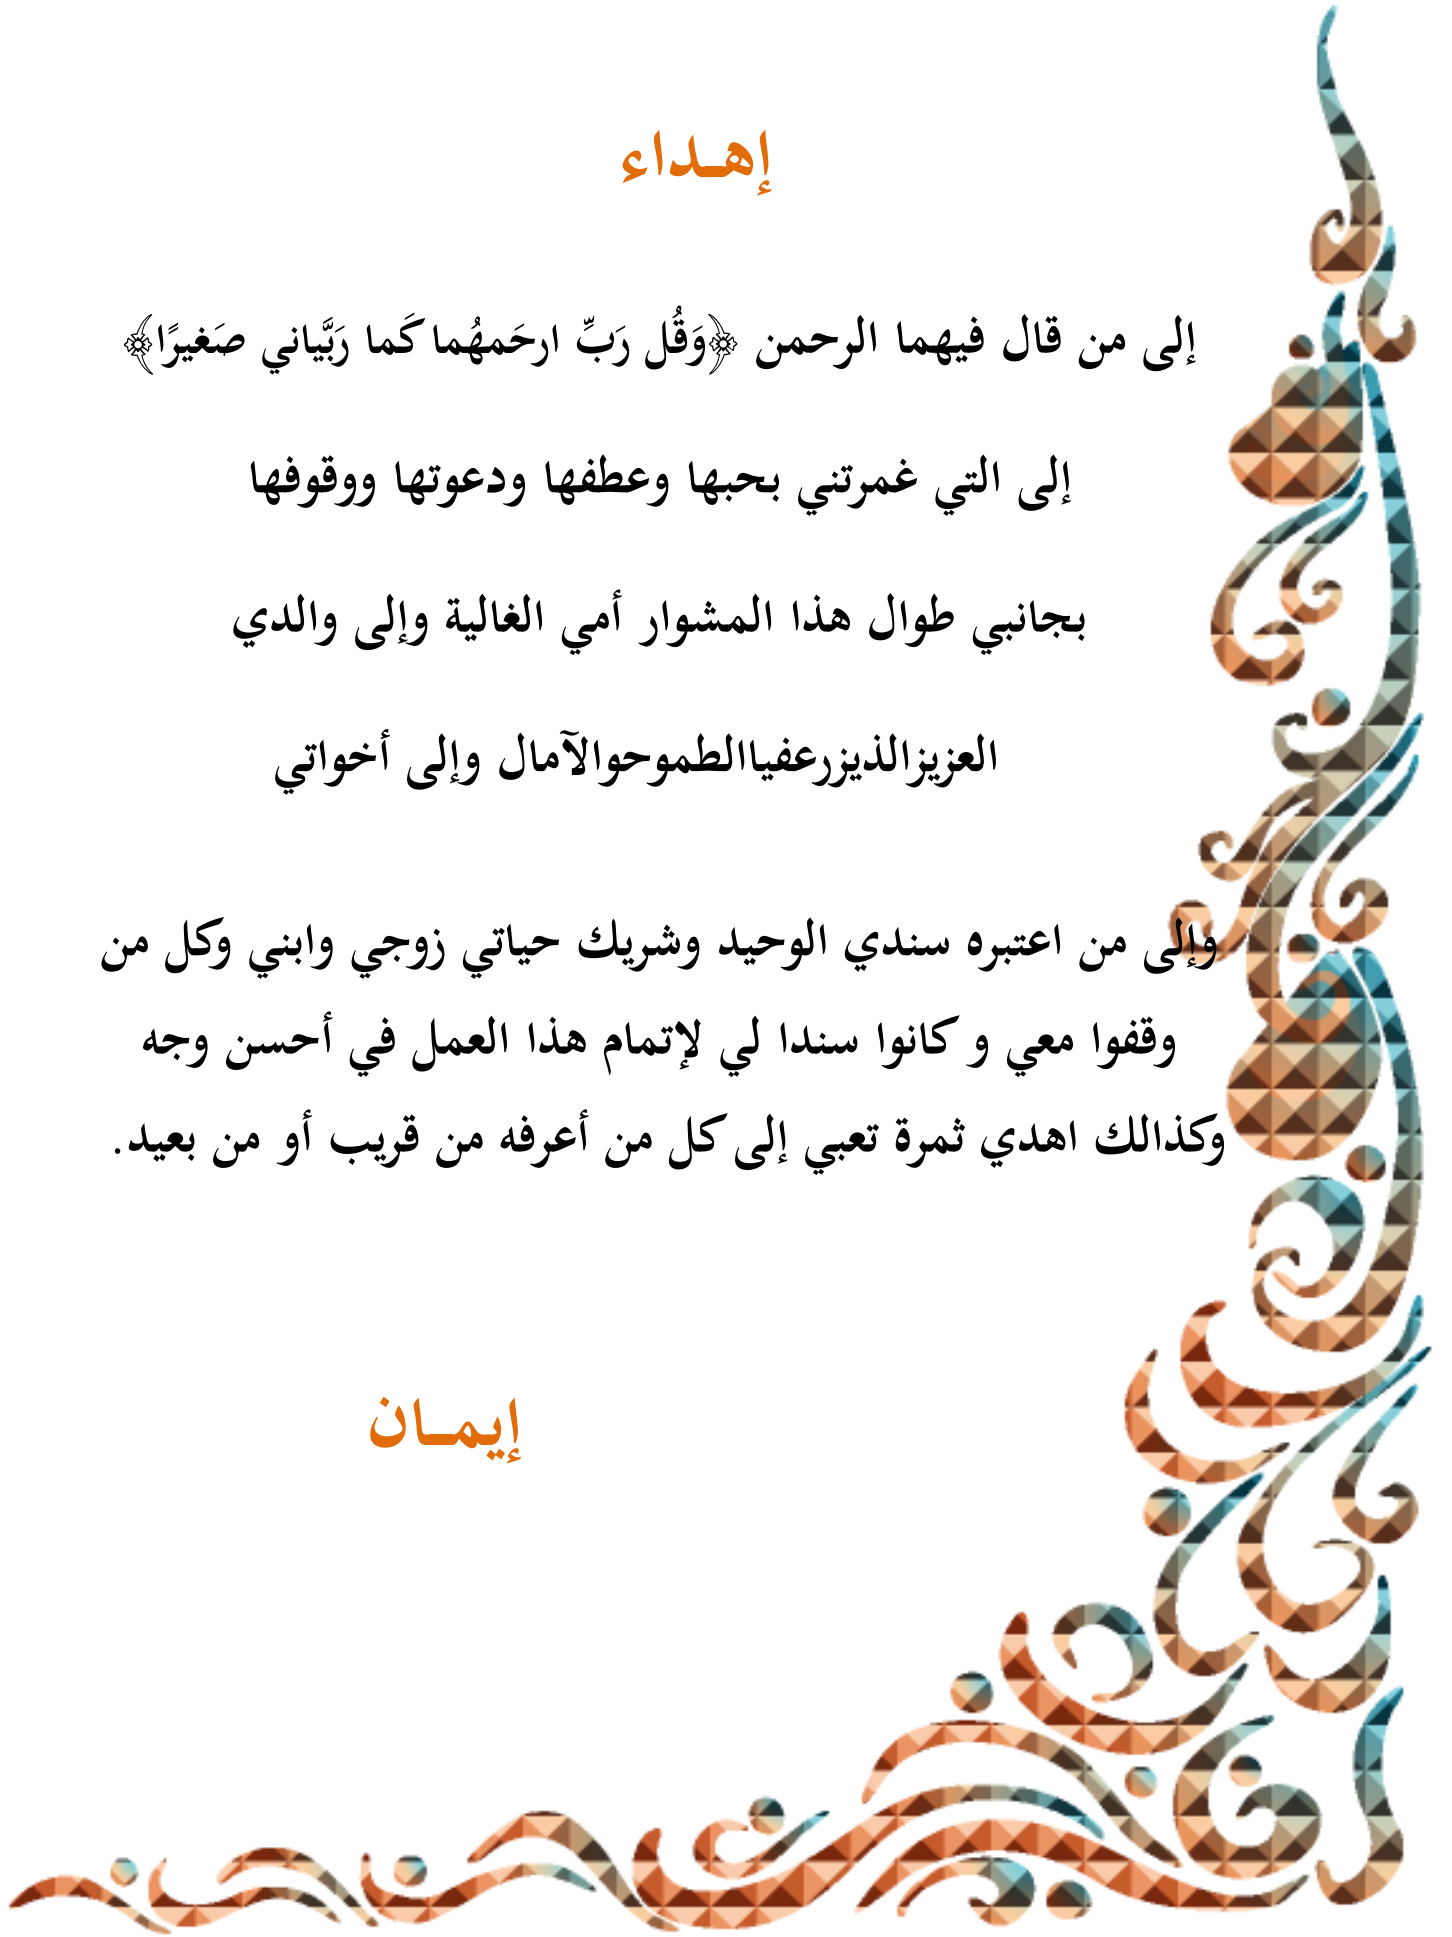 إهـداء
إلى من قال فيهما الرحمن ﴿وَقُل رَبِّ ارحَمهُما كَما رَبَّياني صَغيرًا﴾
إلى التي غمرتني بحبها وعطفها ودعوتها ووقوفها
بجانبي طوال هذا المشوار أمي الغالية وإلى والدي
العزيزالذيزرعفياالطموحوالآمال وإلى أخواتي
وإلى من اعتبره سندي الوحيد وشريك حياتي زوجي وابني وكل من
وقفوا معي و كانوا سندا لي لإتمام هذا العمل في أحسن وجه
وكذالك اهدي ثمرة تعبي إلى كل من أعرفه من قريب أو من بعيد.
إيمـان